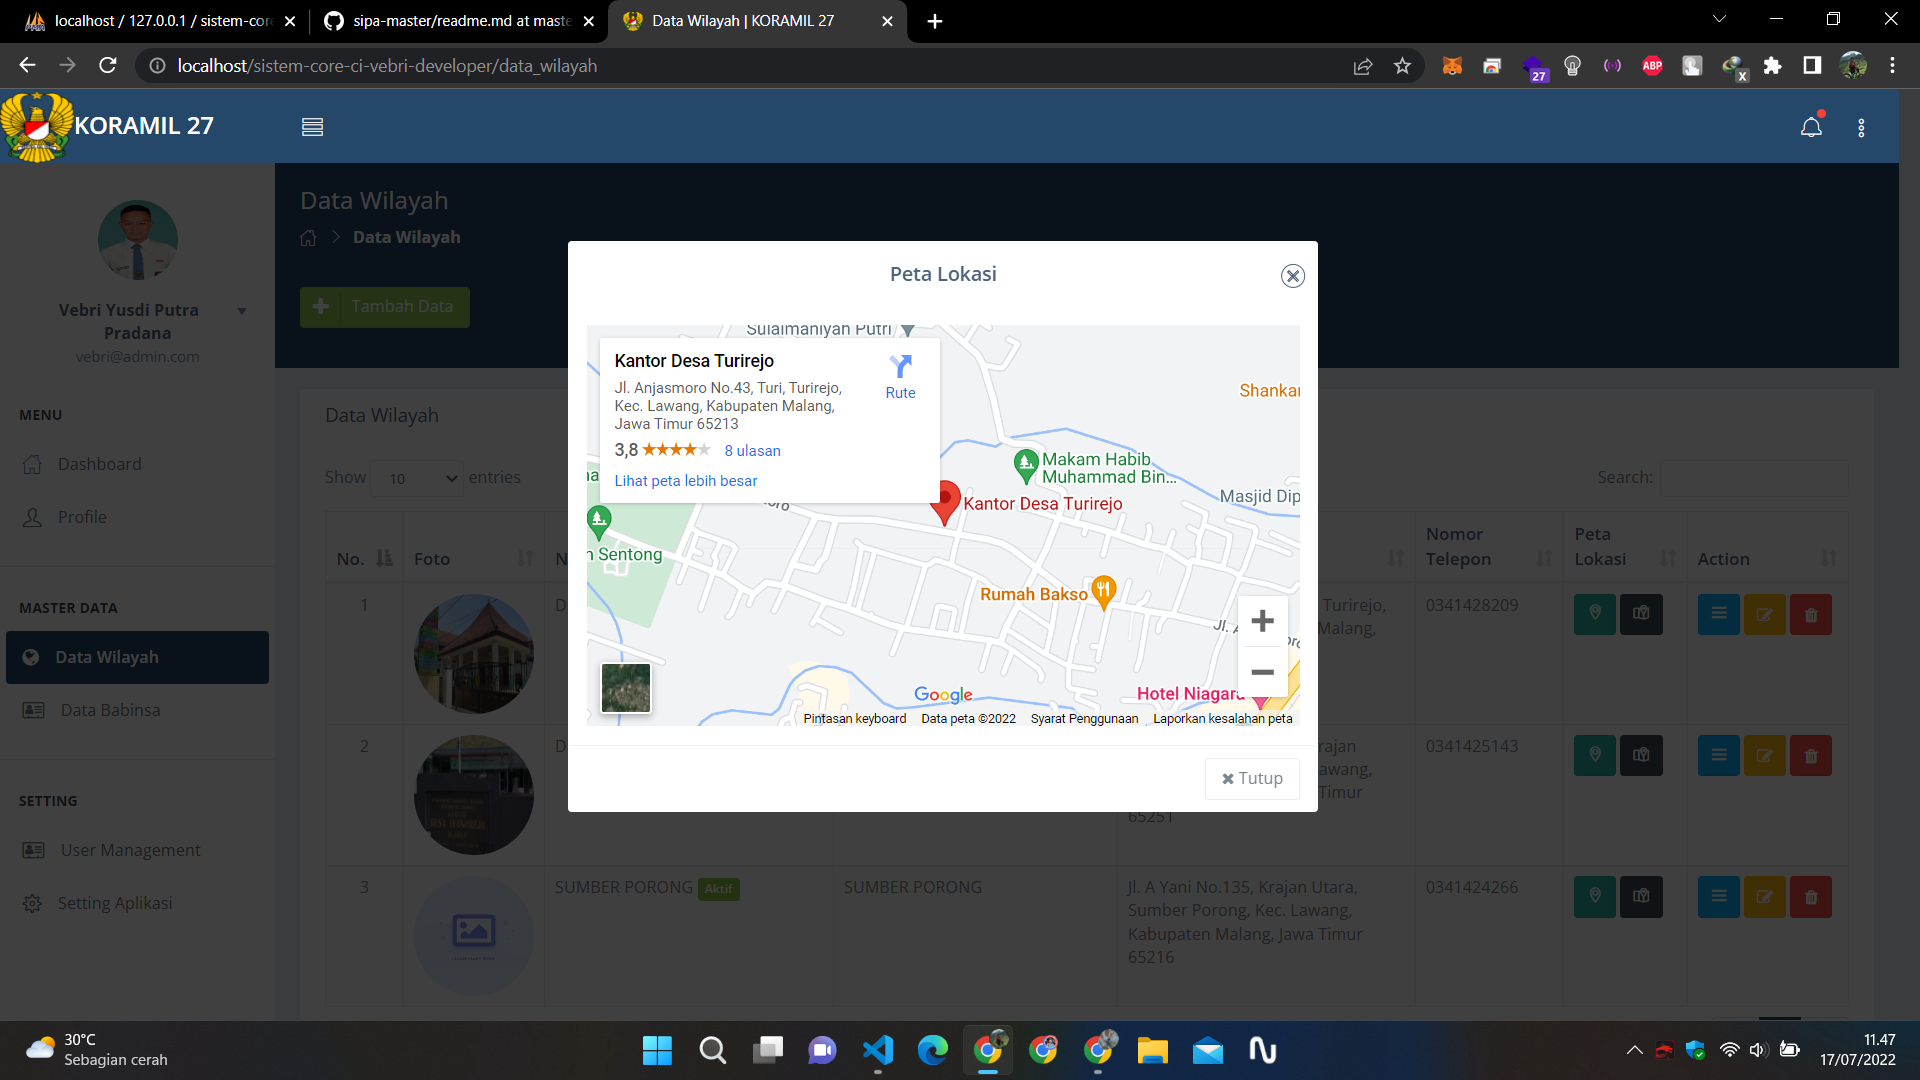 localhost / 127.0.0.1 / sistem-core
sipa-master/readme.md at maste
Data Wilayah | KORAMIL 27
localhost/sistem-core-ci-vebri-developer/data_wilayah
27
ABP
X
KORAMIL 27
Vebri Yusdi Putra
Pradana
vebri@admin.com
MENU
Dashboard
Profile
MASTER DATA
Data Wilayah
Data Babinsa
SETTING
User Management
Setting Aplikasi
Data Wilayah
Data Wilayah
Tambah Data
Data Wilayah
Show 10 entries
Search:
No.
Foto
N
Nomor
Telepon
Peta
Lokasi
Action
1
D
Turirejo,
Malang,
0341428209
2
D
rajan
awang,
Timur
65251
0341425143
3
SUMBER PORONG Aktif
SUMBER PORONG
Jl. A Yani No.135, Krajan Utara,
Sumber Porong, Kec. Lawang,
Kabupaten Malang, Jawa Timur
65216
0341424266
Peta Lokasi
Sulaimaniyah Putri
Kantor Desa Turirejo
Jl. Anjasmoro No.43, Turi, Turirejo,
Kec. Lawang, Kabupaten Malang,
Jawa Timur 65213
Rute
3,8
8 ulasan
Lihat peta lebih besar
Shankar
Makam Habib
Muhammad Bin...
Masjid Dip
Kantor Desa Turirejo
na
oro
n Sentong
Rumah Bakso
Jl. A
oro
Hotel Niagara
Google
Pintasan keyboard
Data peta ©2022
Syarat Penggunaan
Laporkan kesalahan peta
Tutup
30°C
Sebagian cerah
11.47
17/07/2022